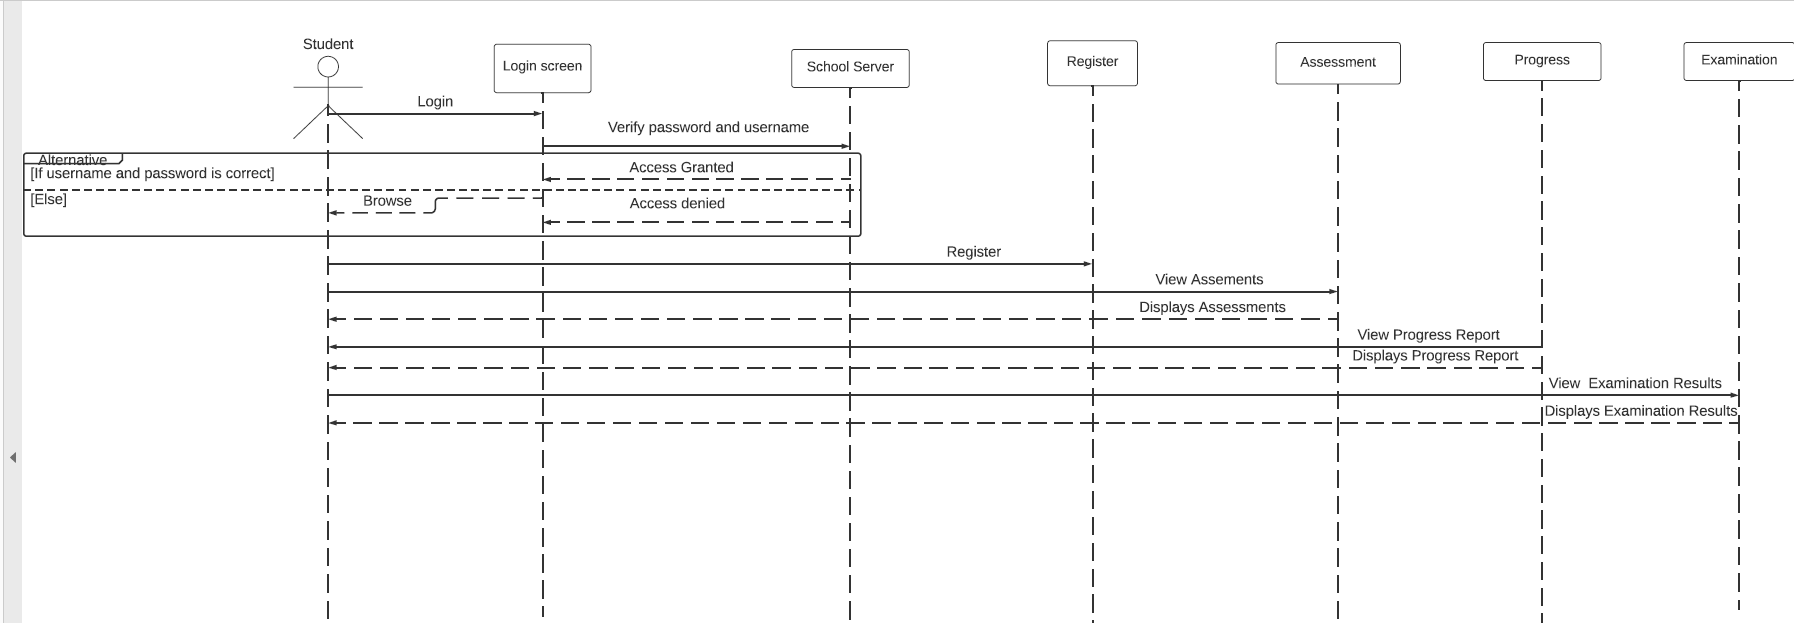 Student
Login screen
School Server
Register
Assessment
Progress
Examination
Login
Verify password and username
Alternative
[If username and password is correct]
Access Granted
[Else]
Browse
Access denied
Register
View Assements
Displays Assessments
View Progress Report
Displays Progress Report
View  Examination Results
Displays Examination Results